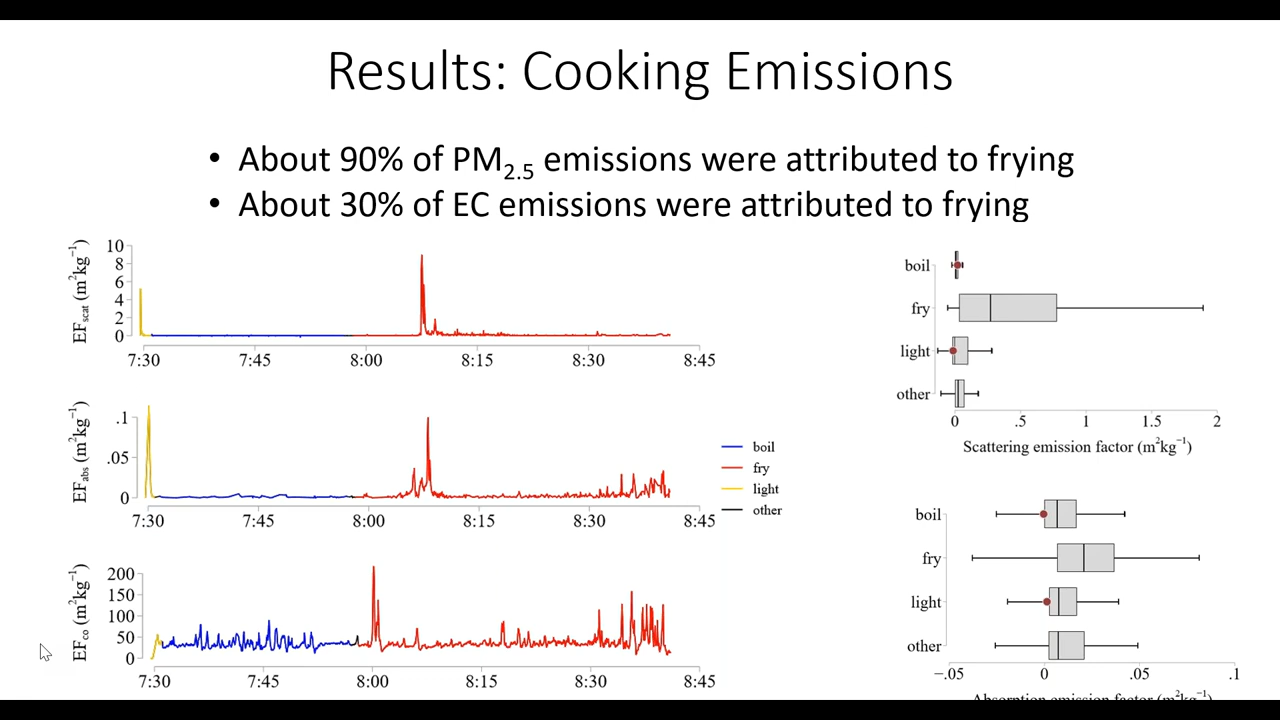 Results: Cooking Emissions
• About 90% of PM2.5 emissions were attributed to frying
• About 30% of EC emissions were attributed to frying
EFscat (m²kg⁻¹)
10
8
6
4
2
0
7:30 7:45 8:00 8:15 8:30 8:45
EFabs (m²kg⁻¹)
.1
.05
0
7:30 7:45 8:00 8:15 8:30 8:45
EFco (m²kg⁻¹)
200
150
100
50
0
7:30 7:45 8:00 8:15 8:30 8:45
boil
fry
light
other
boil
fry
light
other
0 .5 1 1.5 2
Scattering emission factor (m²kg⁻¹)
boil
fry
light
other
−.05 0 .05 .1
Absorption emission factor (m²kg⁻¹)